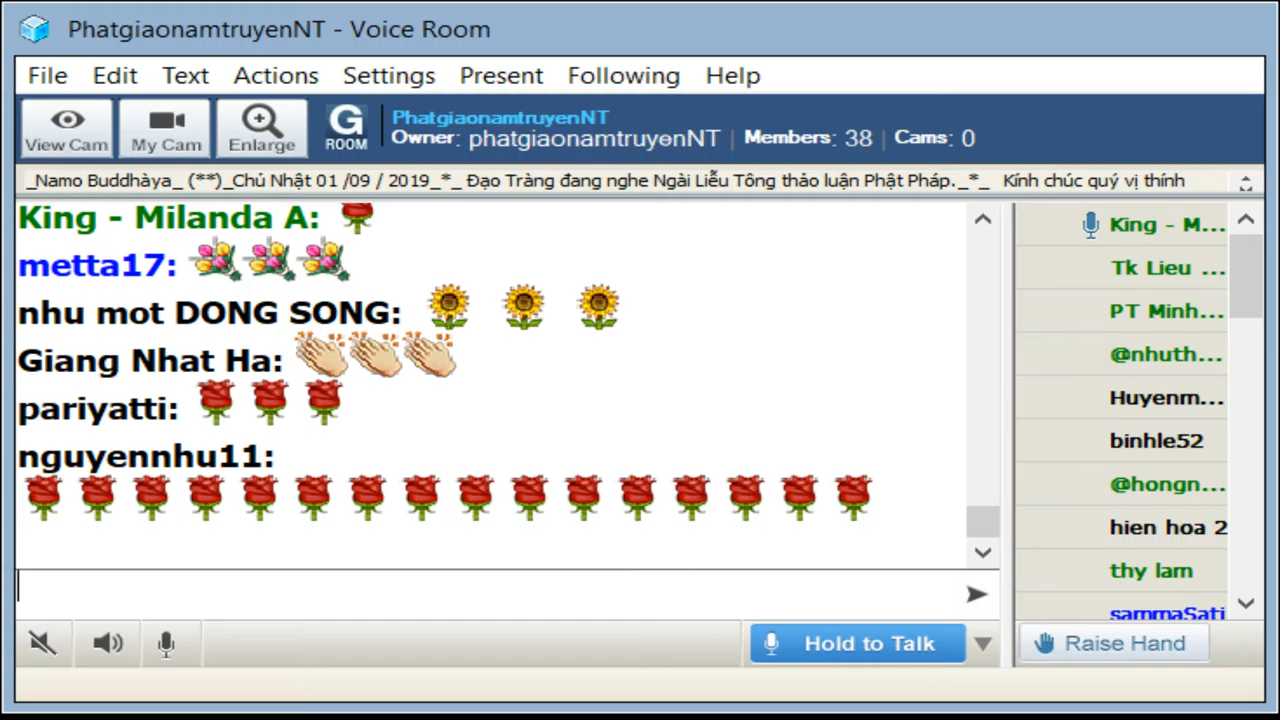 PhatgiaonamtruyenNT - Voice Room
File Edit Text Actions Settings Present Following Help
View Cam My Cam Enlarge G ROOM
PhatgiaonamtruyenNT
Owner: phatgiaonamtruyenNT | Members: 38 | Cams: 0
_Namo Buddhàya_ (**)_Chủ Nhật 01 /09 / 2019_*_ Đạo Tràng đang nghe Ngài Liễu Tông thảo luận Phật Pháp._*_ Kính chúc quý vị thính
King - Milanda A:
metta17:
nhu mot DONG SONG:
Giang Nhat Ha:
pariyatti:
nguyennhu11:
King - M...
Tk Lieu ...
PT Minh...
@nhuth...
Huyenm...
binhle52
@hongn...
hien hoa 2
thy lam
sammaSati
Hold to Talk
Raise Hand